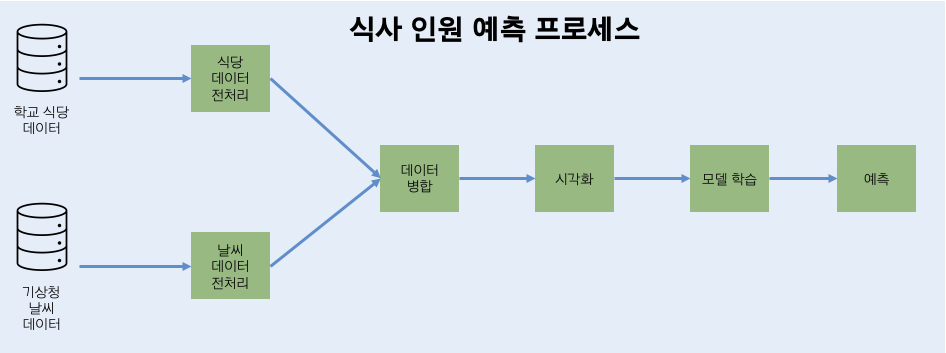 식사 인원 예측 프로세스
학교 식당
데이터
식당
데이터
전처리
기상청
날씨
데이터
날씨
데이터
전처리
데이터
병합
시각화
모델 학습
예측